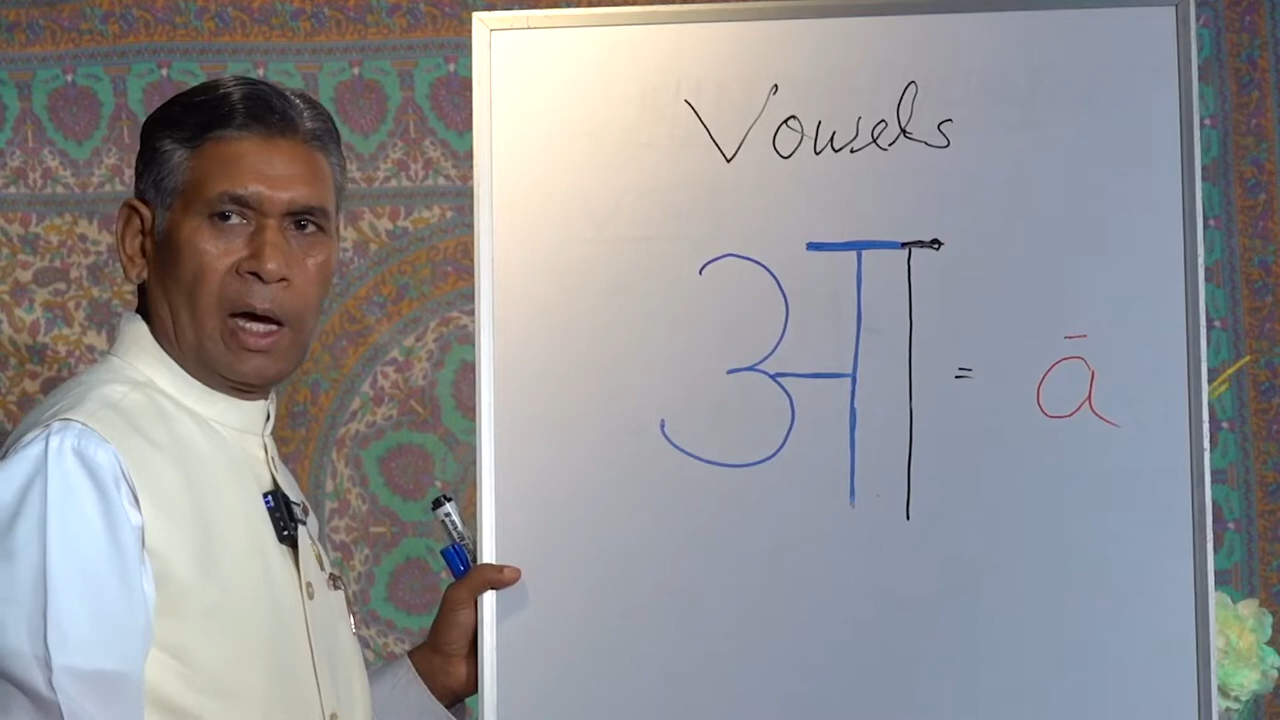 Vowels
आ = ā